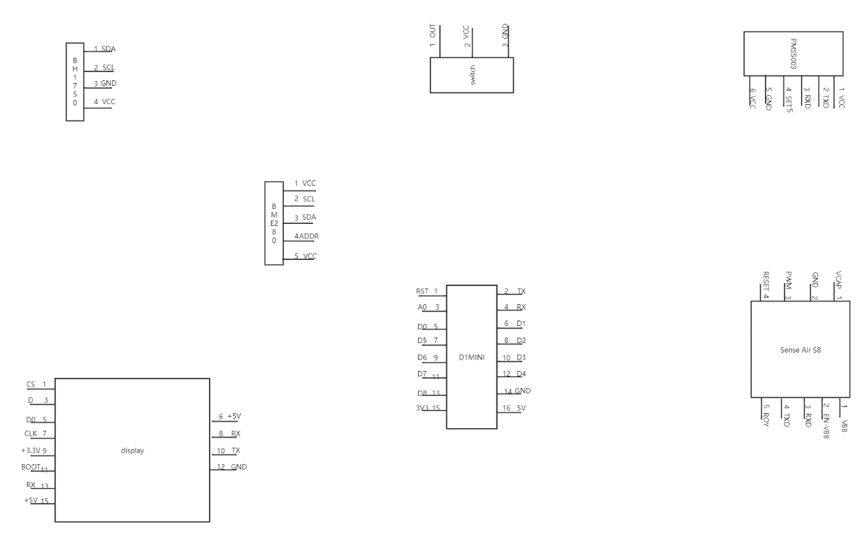 BH1750
1 SDA
2 SCL
3 GND
4 VCC
1 OUT
2 VCC
3 GND
switch
PMS5003
6 VCC
5 GND
4 SET5
3 RXD
2 TXD
1 VCC
BME280
1 VCC
2 SCL
3 SDA
4 ADDR
5 VCC
RST 1
A0 3
D0 5
D5 7
D6 9
D7 11
D8 13
3V3 15
D1MINI
2 TX
4 RX
6 D1
8 D2
10 D3
12 D4
14 GND
16 5V
RESET 4
PWM 3
GND 2
VCAP 1
Sense Air S8
5 ROY
4 TXD
3 RXD
2 EN-VBB
1 VBB
CS 1
D 3
D0 5
CLK 7
+3.3V 9
BOOT 11
RX 13
+5V 15
display
6 +5V
8 RX
10 TX
12 GND